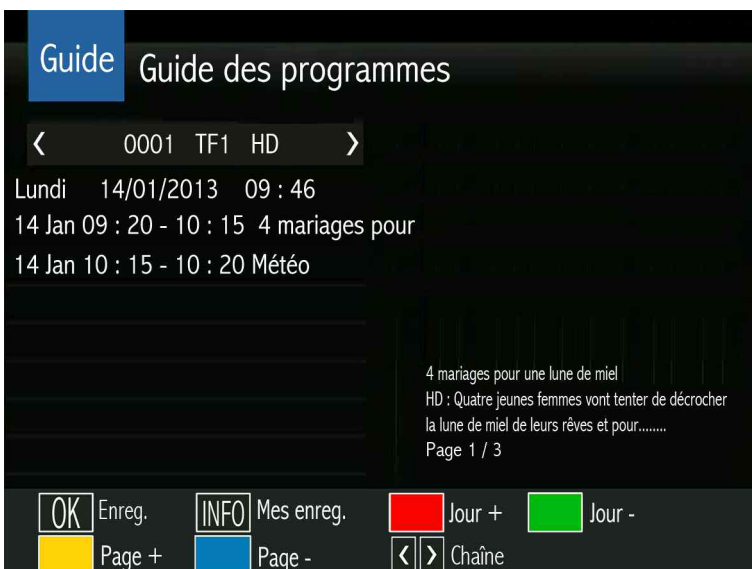 Guide Guide des programmes
< 0001 TF1 HD >
Lundi 14/01/2013 09 : 46
14 Jan 09 : 20 - 10 : 15 4 mariages pour
14 Jan 10 : 15 - 10 : 20 Météo
4 mariages pour une lune de miel
HD : Quatre jeunes femmes vont tenter de décrocher
la lune de miel de leurs rêves et pour........
Page 1 / 3
OK Enreg. INFO Mes enreg. Jour + Jour -
Page + Page - < > Chaîne